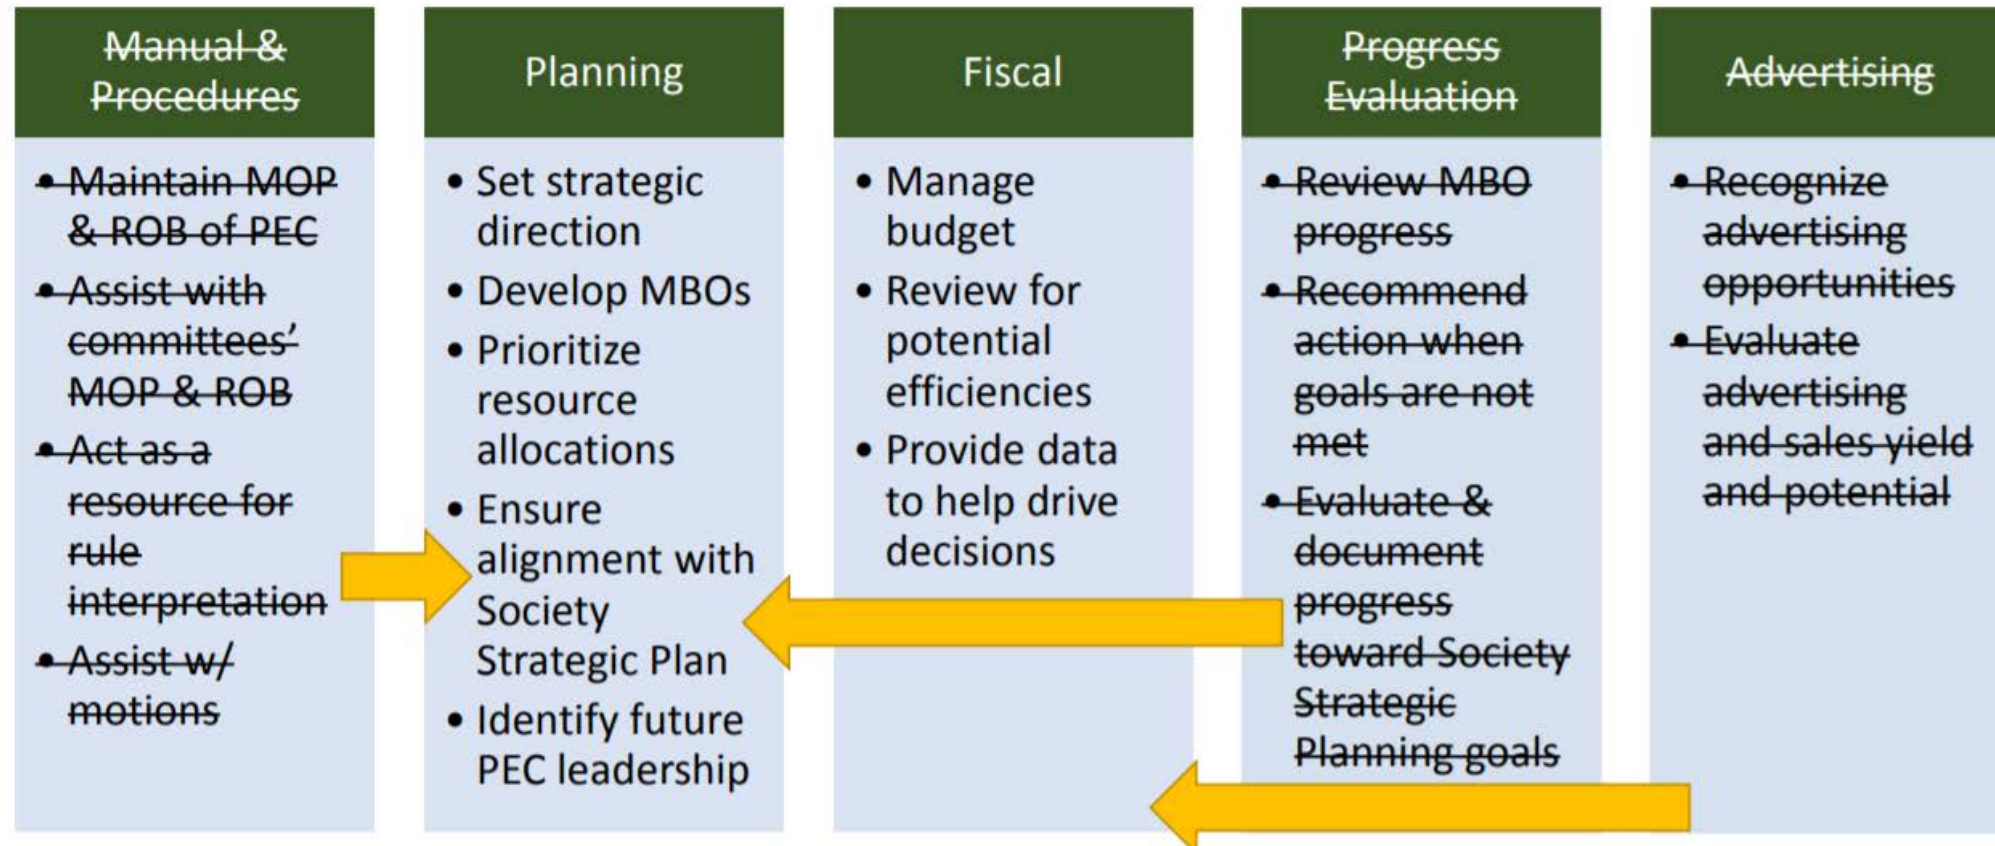 Manual &
Procedures
• Maintain MOP
& ROB of PEC
• Assist with
committees’
MOP & ROB
• Act as a
resource for
rule
interpretation
• Assist w/
motions
Planning
• Set strategic
direction
• Develop MBOs
• Prioritize
resource
allocations
• Ensure
alignment with
Society
Strategic Plan
• Identify future
PEC leadership
Fiscal
• Manage
budget
• Review for
potential
efficiencies
• Provide data
to help drive
decisions
Progress
Evaluation
• Review MBO
progress
• Recommend
action when
goals are not
met
• Evaluate &
document
progress
toward Society
Strategic
Planning goals
Advertising
• Recognize
advertising
opportunities
• Evaluate
advertising
and sales yield
and potential